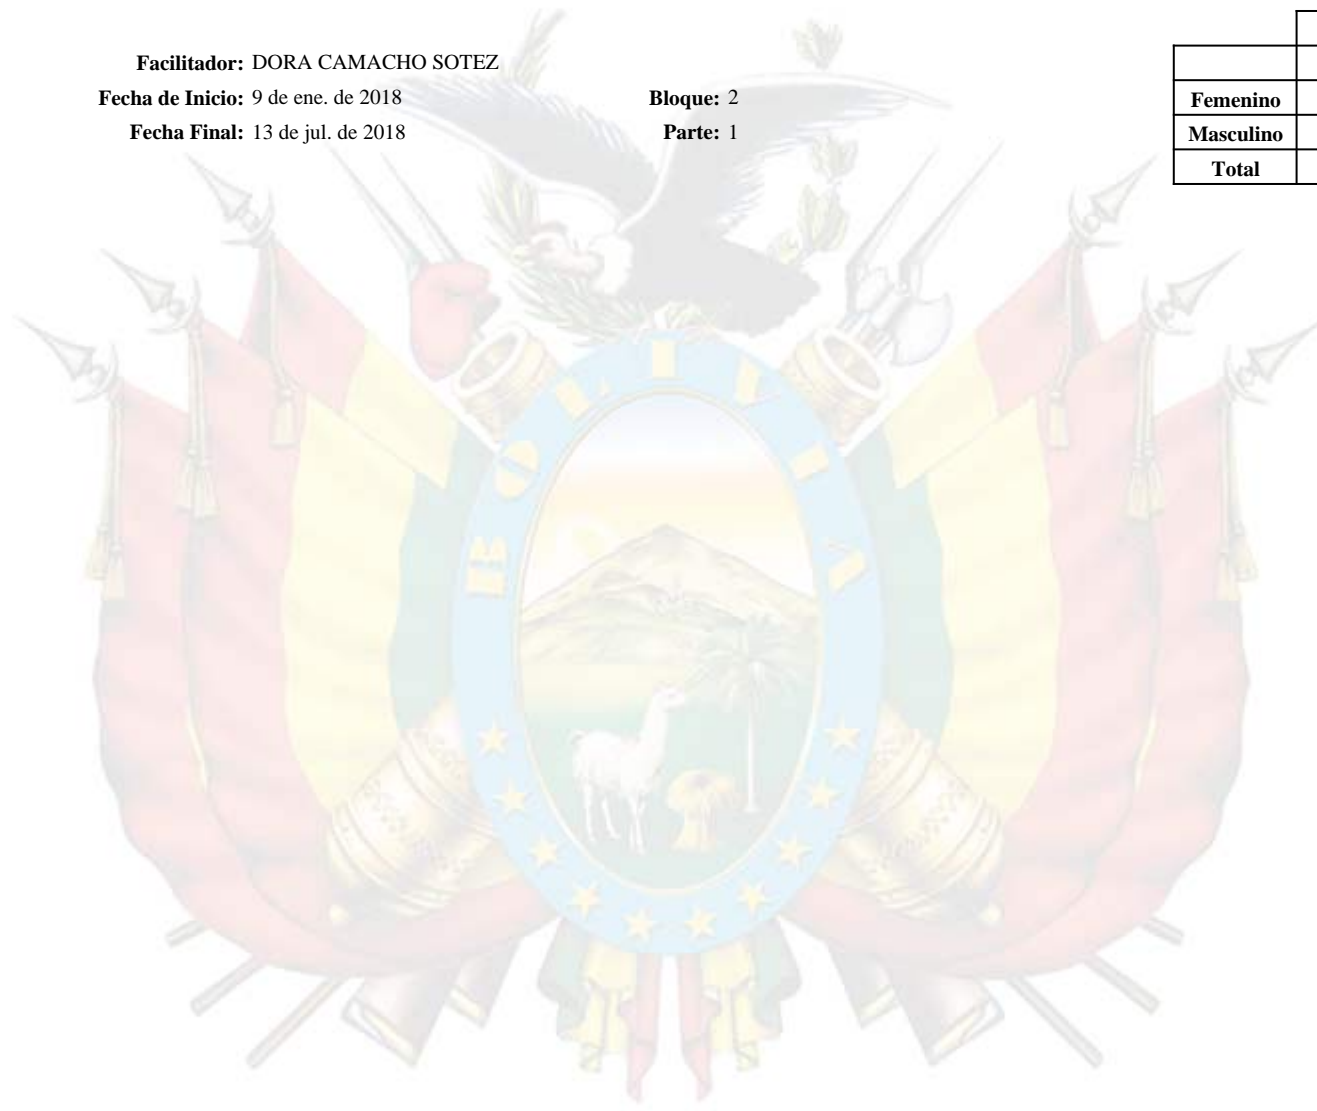 Facilitador: DORA CAMACHO SOTEZ
Fecha de Inicio: 9 de ene. de 2018 Bloque: 2
Fecha Final: 13 de jul. de 2018 Parte: 1
Femenino
Masculino
Total
BOLIVIA